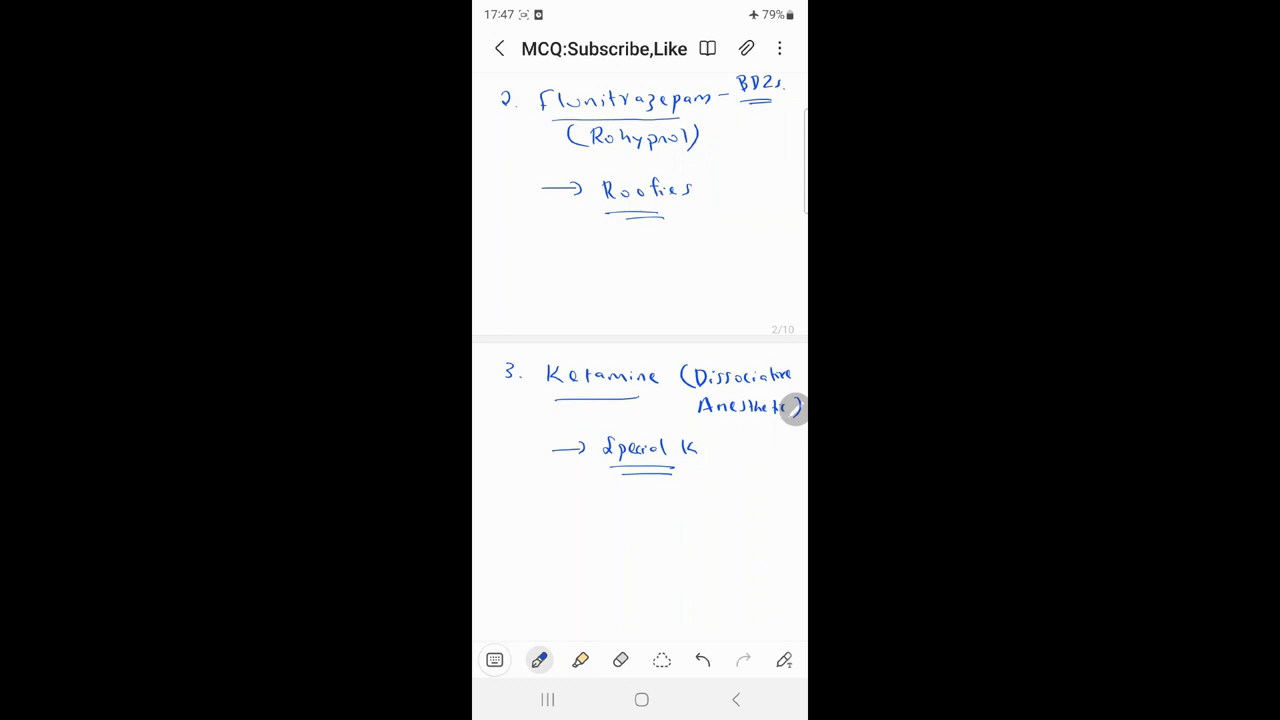 17:47 79%
MCQ:Subscribe,Like
2. Flunitrazepam - BDZs.
(Rohypnol)
→ Roofies
2/10
3. Ketamine (Dissociative
Anesthetic)
→ Special K